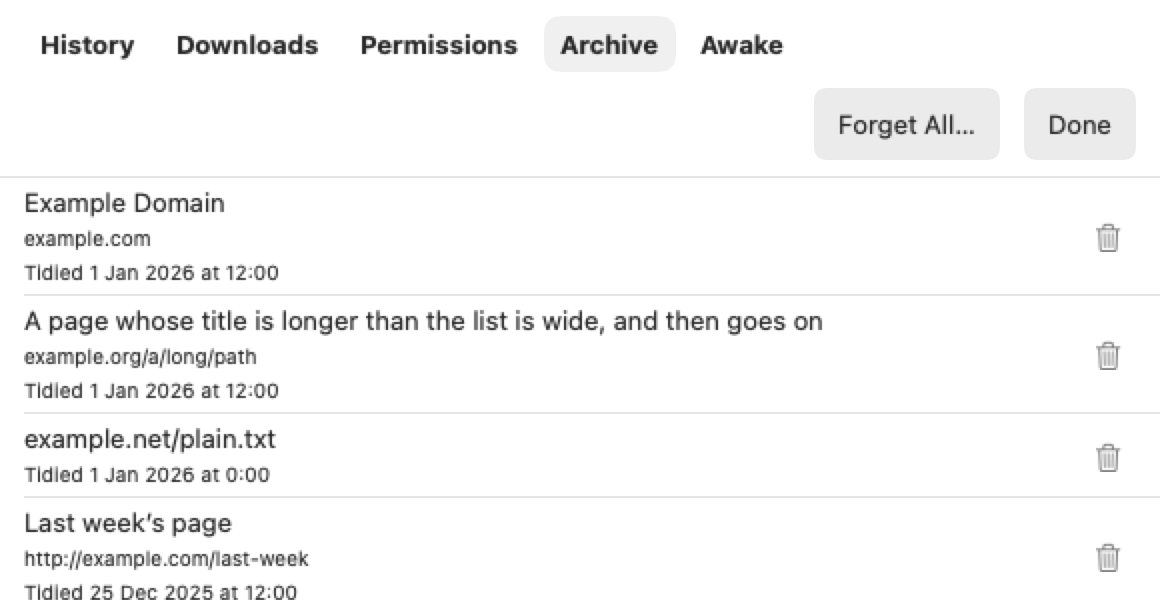 History Downloads Permissions Archive Awake
Forget All... Done
Example Domain
example.com
Tidied 1 Jan 2026 at 12:00
A page whose title is longer than the list is wide, and then goes on
example.org/a/long/path
Tidied 1 Jan 2026 at 12:00
example.net/plain.txt
Tidied 1 Jan 2026 at 0:00
Last week’s page
http://example.com/last-week
Tidied 25 Dec 2025 at 12:00